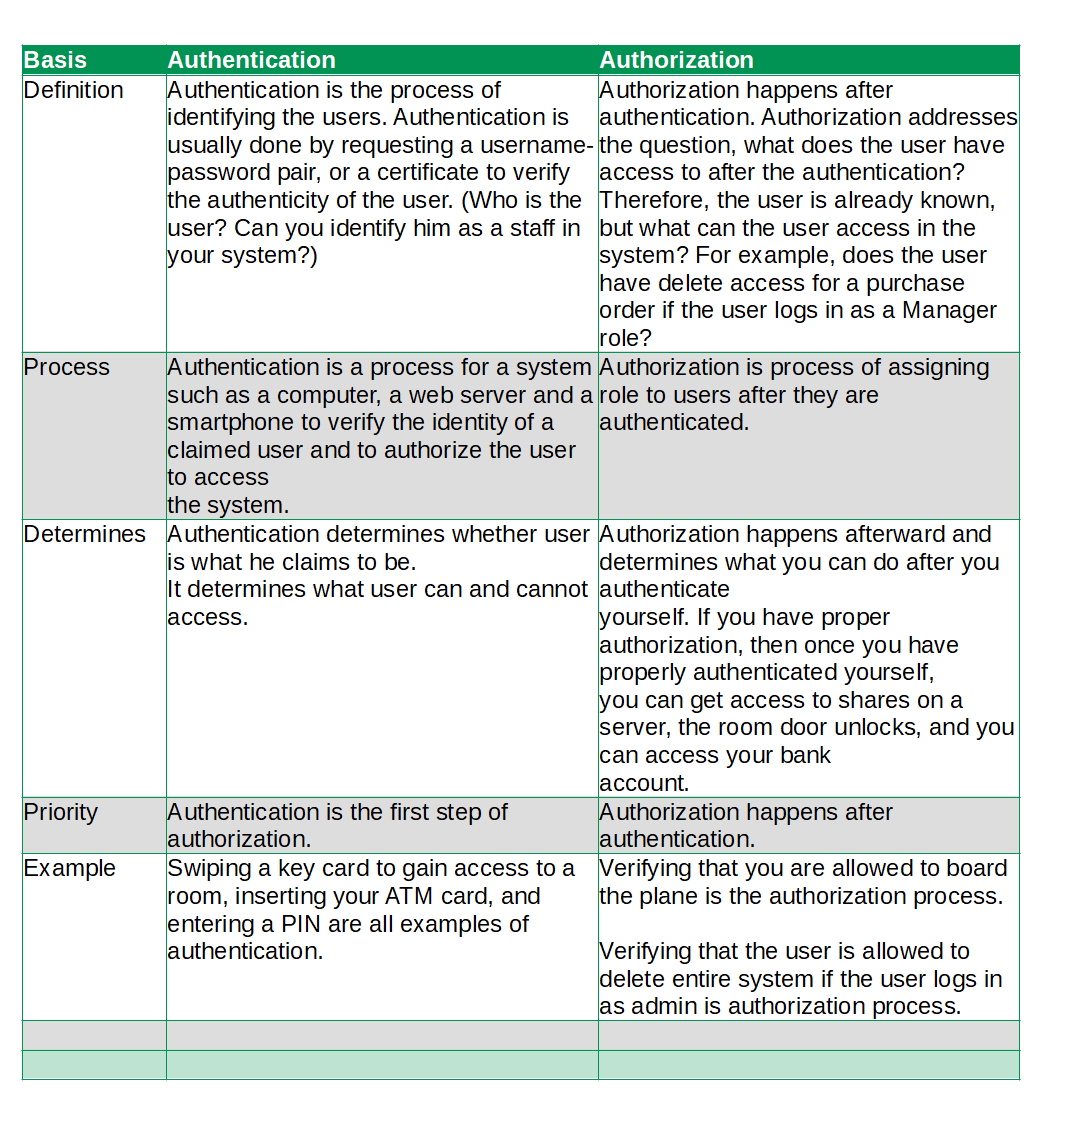 Basis
Authentication
Authorization
Definition
Authentication is the process of
identifying the users. Authentication is
usually done by requesting a username-
password pair, or a certificate to verify
the authenticity of the user. (Who is the
user? Can you identify him as a staff in
your system?)
Authorization happens after
authentication. Authorization addresses
the question, what does the user have
access to after the authentication?
Therefore, the user is already known,
but what can the user access in the
system? For example, does the user
have delete access for a purchase
order if the user logs in as a Manager
role?
Process
Authentication is a process for a system
such as a computer, a web server and a
smartphone to verify the identity of a
claimed user and to authorize the user
to access
the system.
Authorization is process of assigning
role to users after they are
authenticated.
Determines
Authentication determines whether user
is what he claims to be.
It determines what user can and cannot
access.
Authorization happens afterward and
determines what you can do after you
authenticate
yourself. If you have proper
authorization, then once you have
properly authenticated yourself,
you can get access to shares on a
server, the room door unlocks, and you
can access your bank
account.
Priority
Authentication is the first step of
authorization.
Authorization happens after
authentication.
Example
Swiping a key card to gain access to a
room, inserting your ATM card, and
entering a PIN are all examples of
authentication.
Verifying that you are allowed to board
the plane is the authorization process.
Verifying that the user is allowed to
delete entire system if the user logs in
as admin is authorization process.